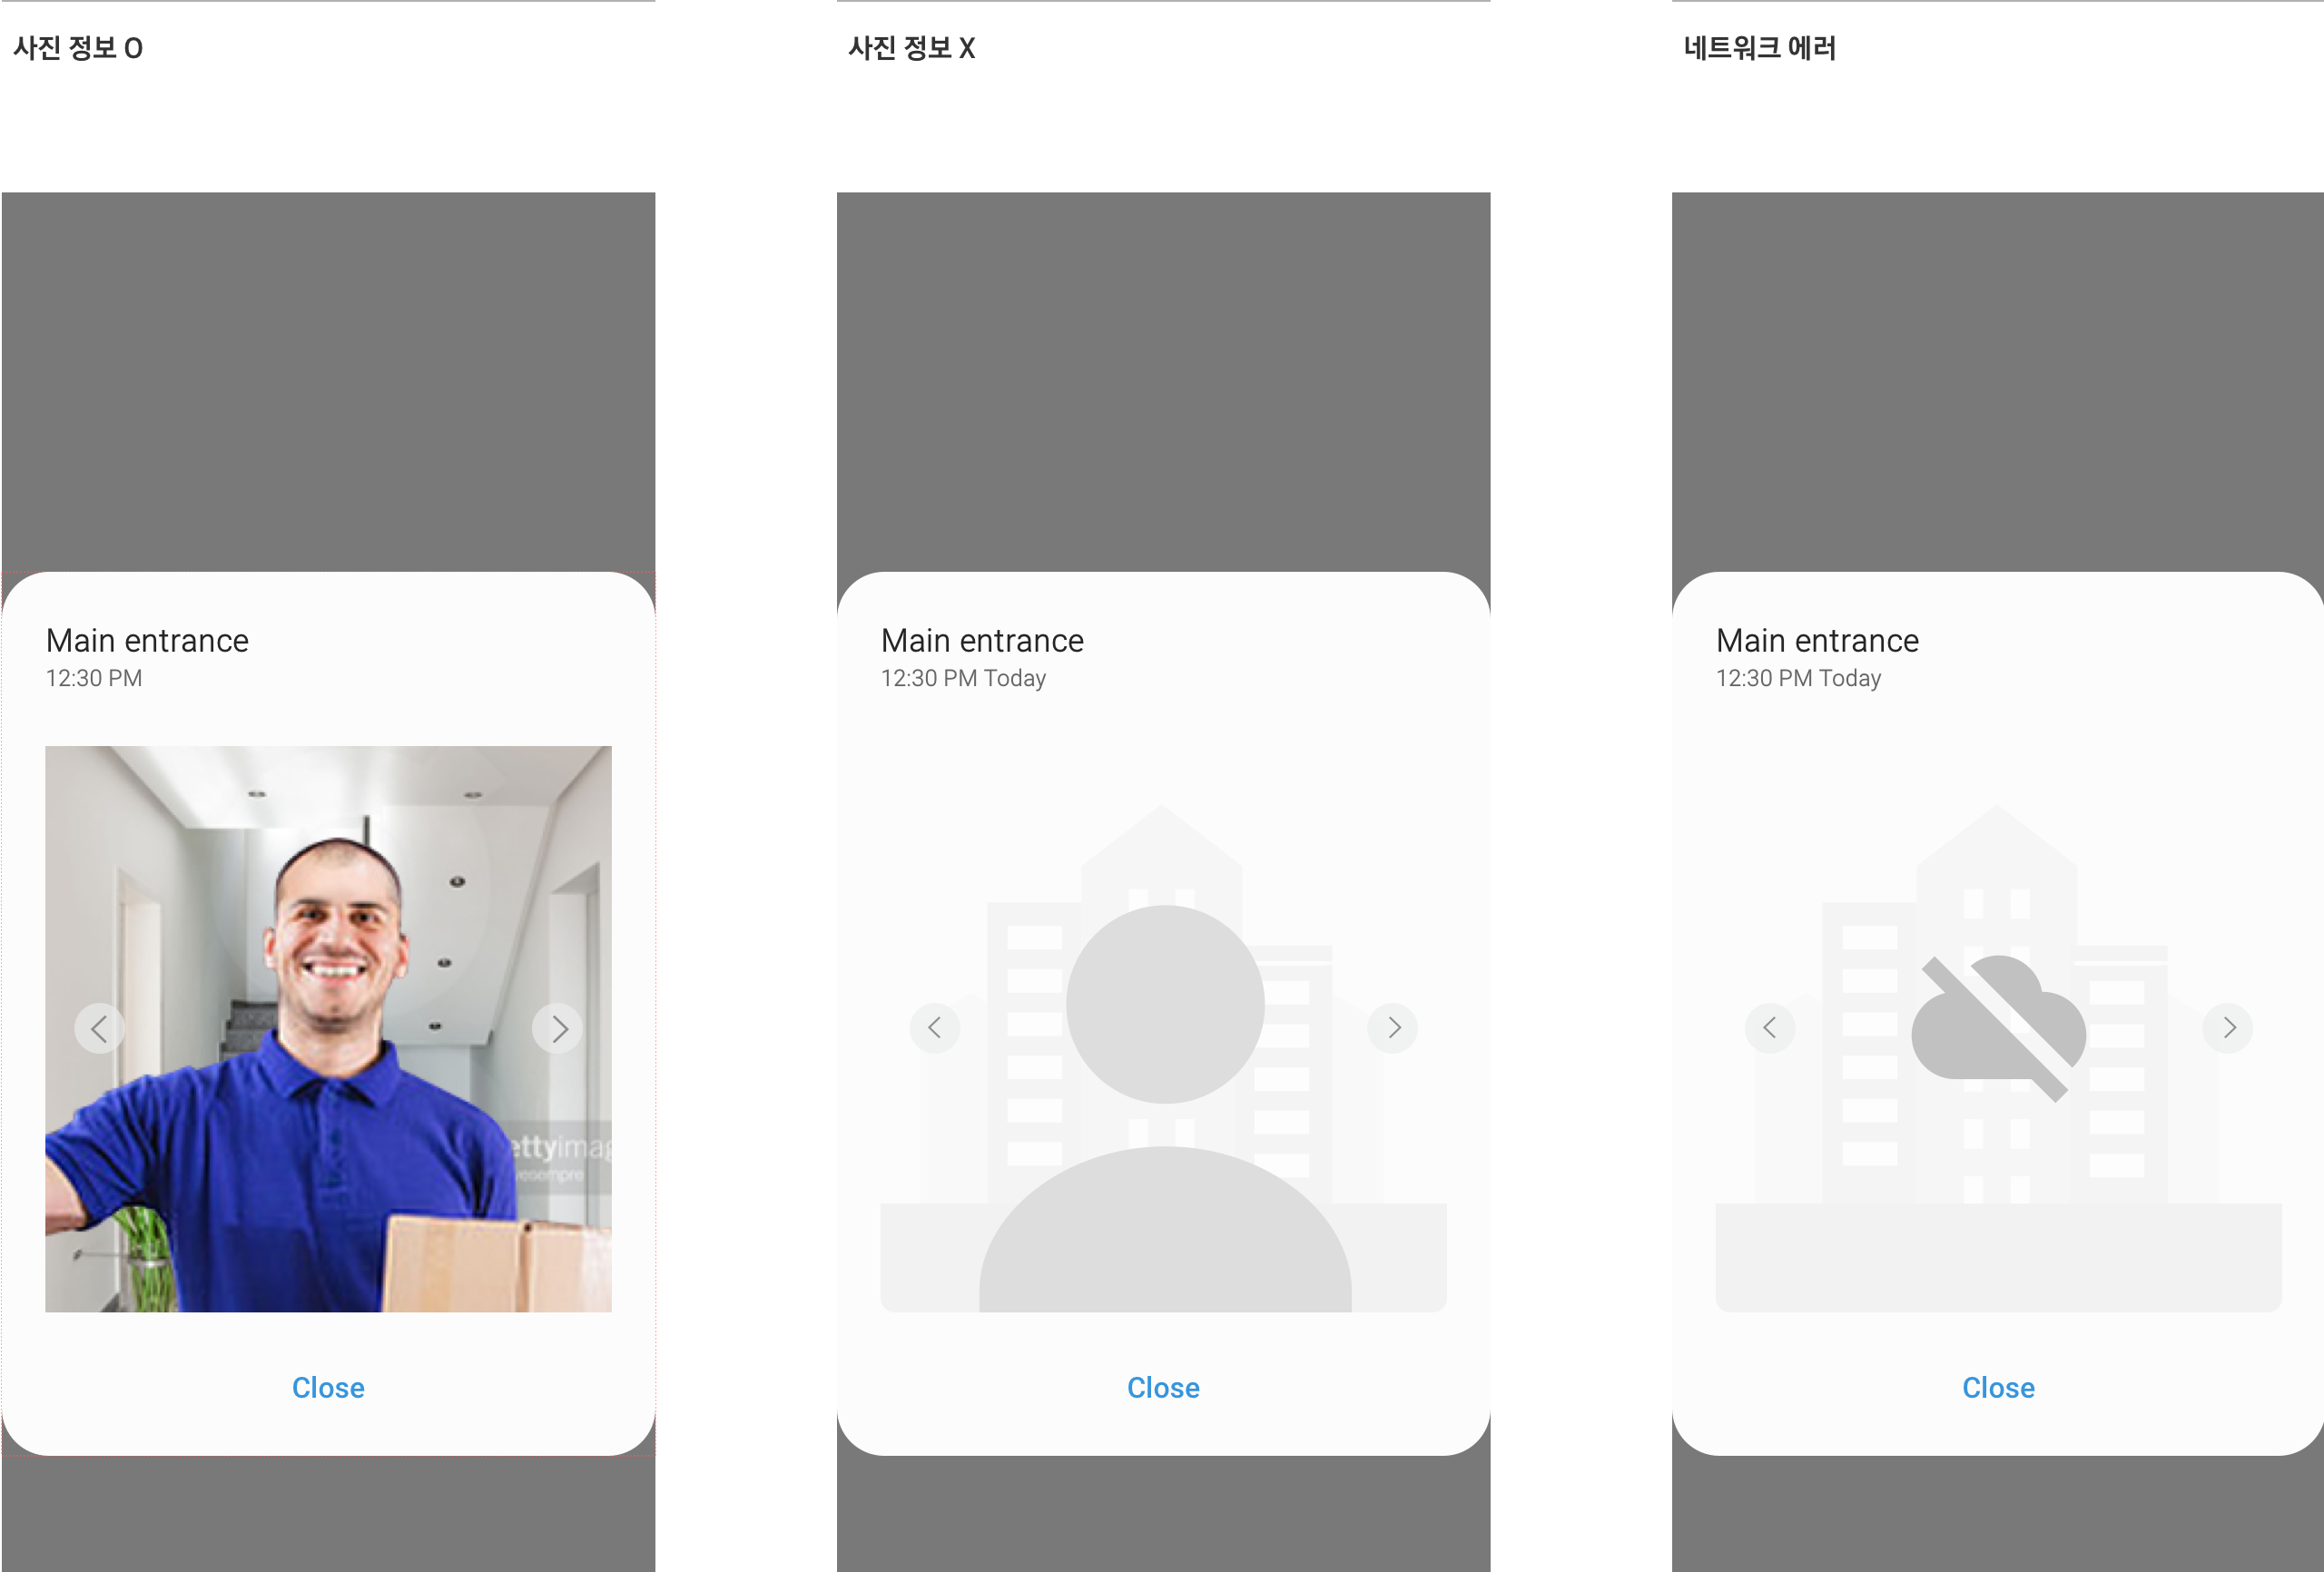 사진 정보 O
Main entrance
12:30 PM
ettyimag
vesempre
Close
사진 정보 X
Main entrance
12:30 PM Today
Close
네트워크 에러
Main entrance
12:30 PM Today
Close